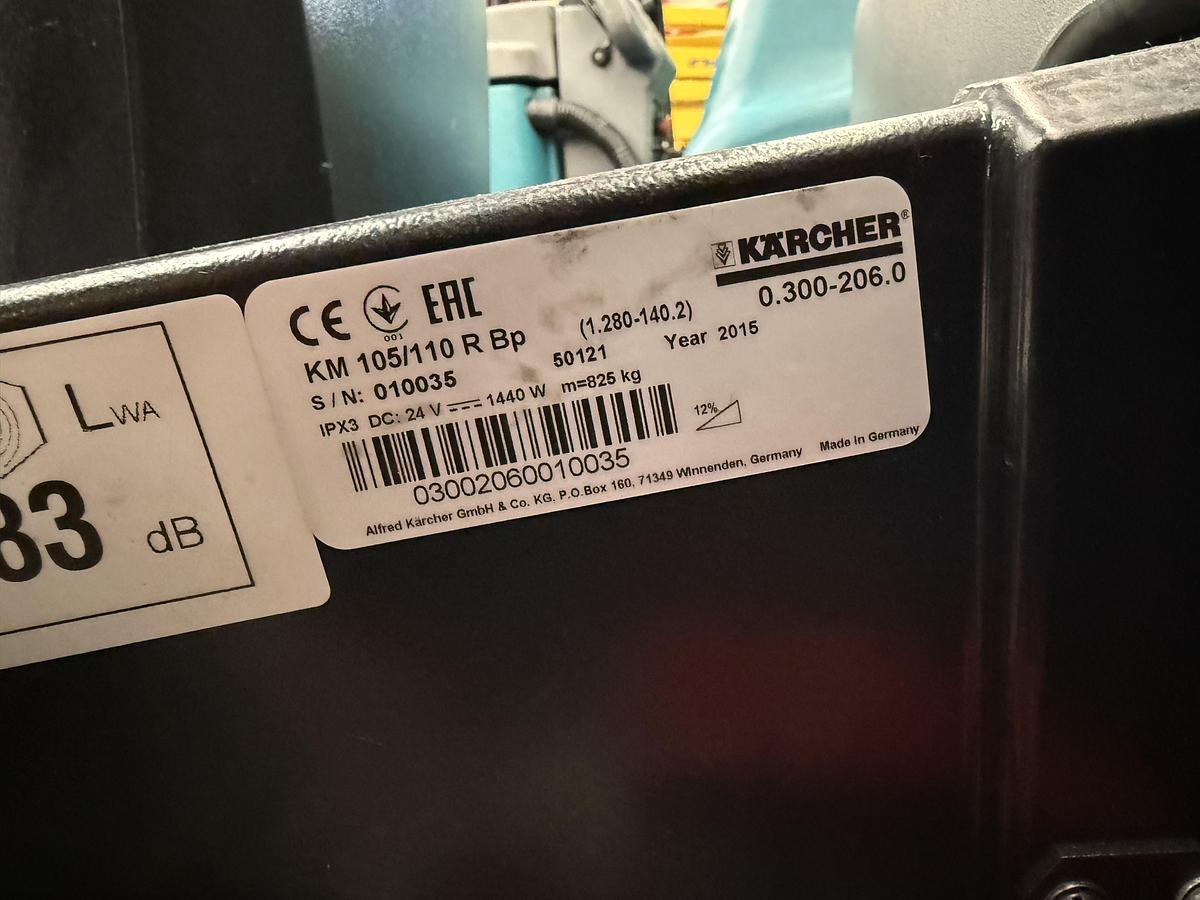 LWA
83
dB
CE EAC
001
KÄRCHER®
0.300-206.0
KM 105/110 R Bp (1.280-140.2)
S / N: 010035 50121 Year 2015
IPX3 DC: 24 V 1440 W m=825 kg
12%
03002060010035
Alfred Kärcher GmbH & Co. KG, P.O.Box 160, 71349 Winnenden, Germany Made in Germany